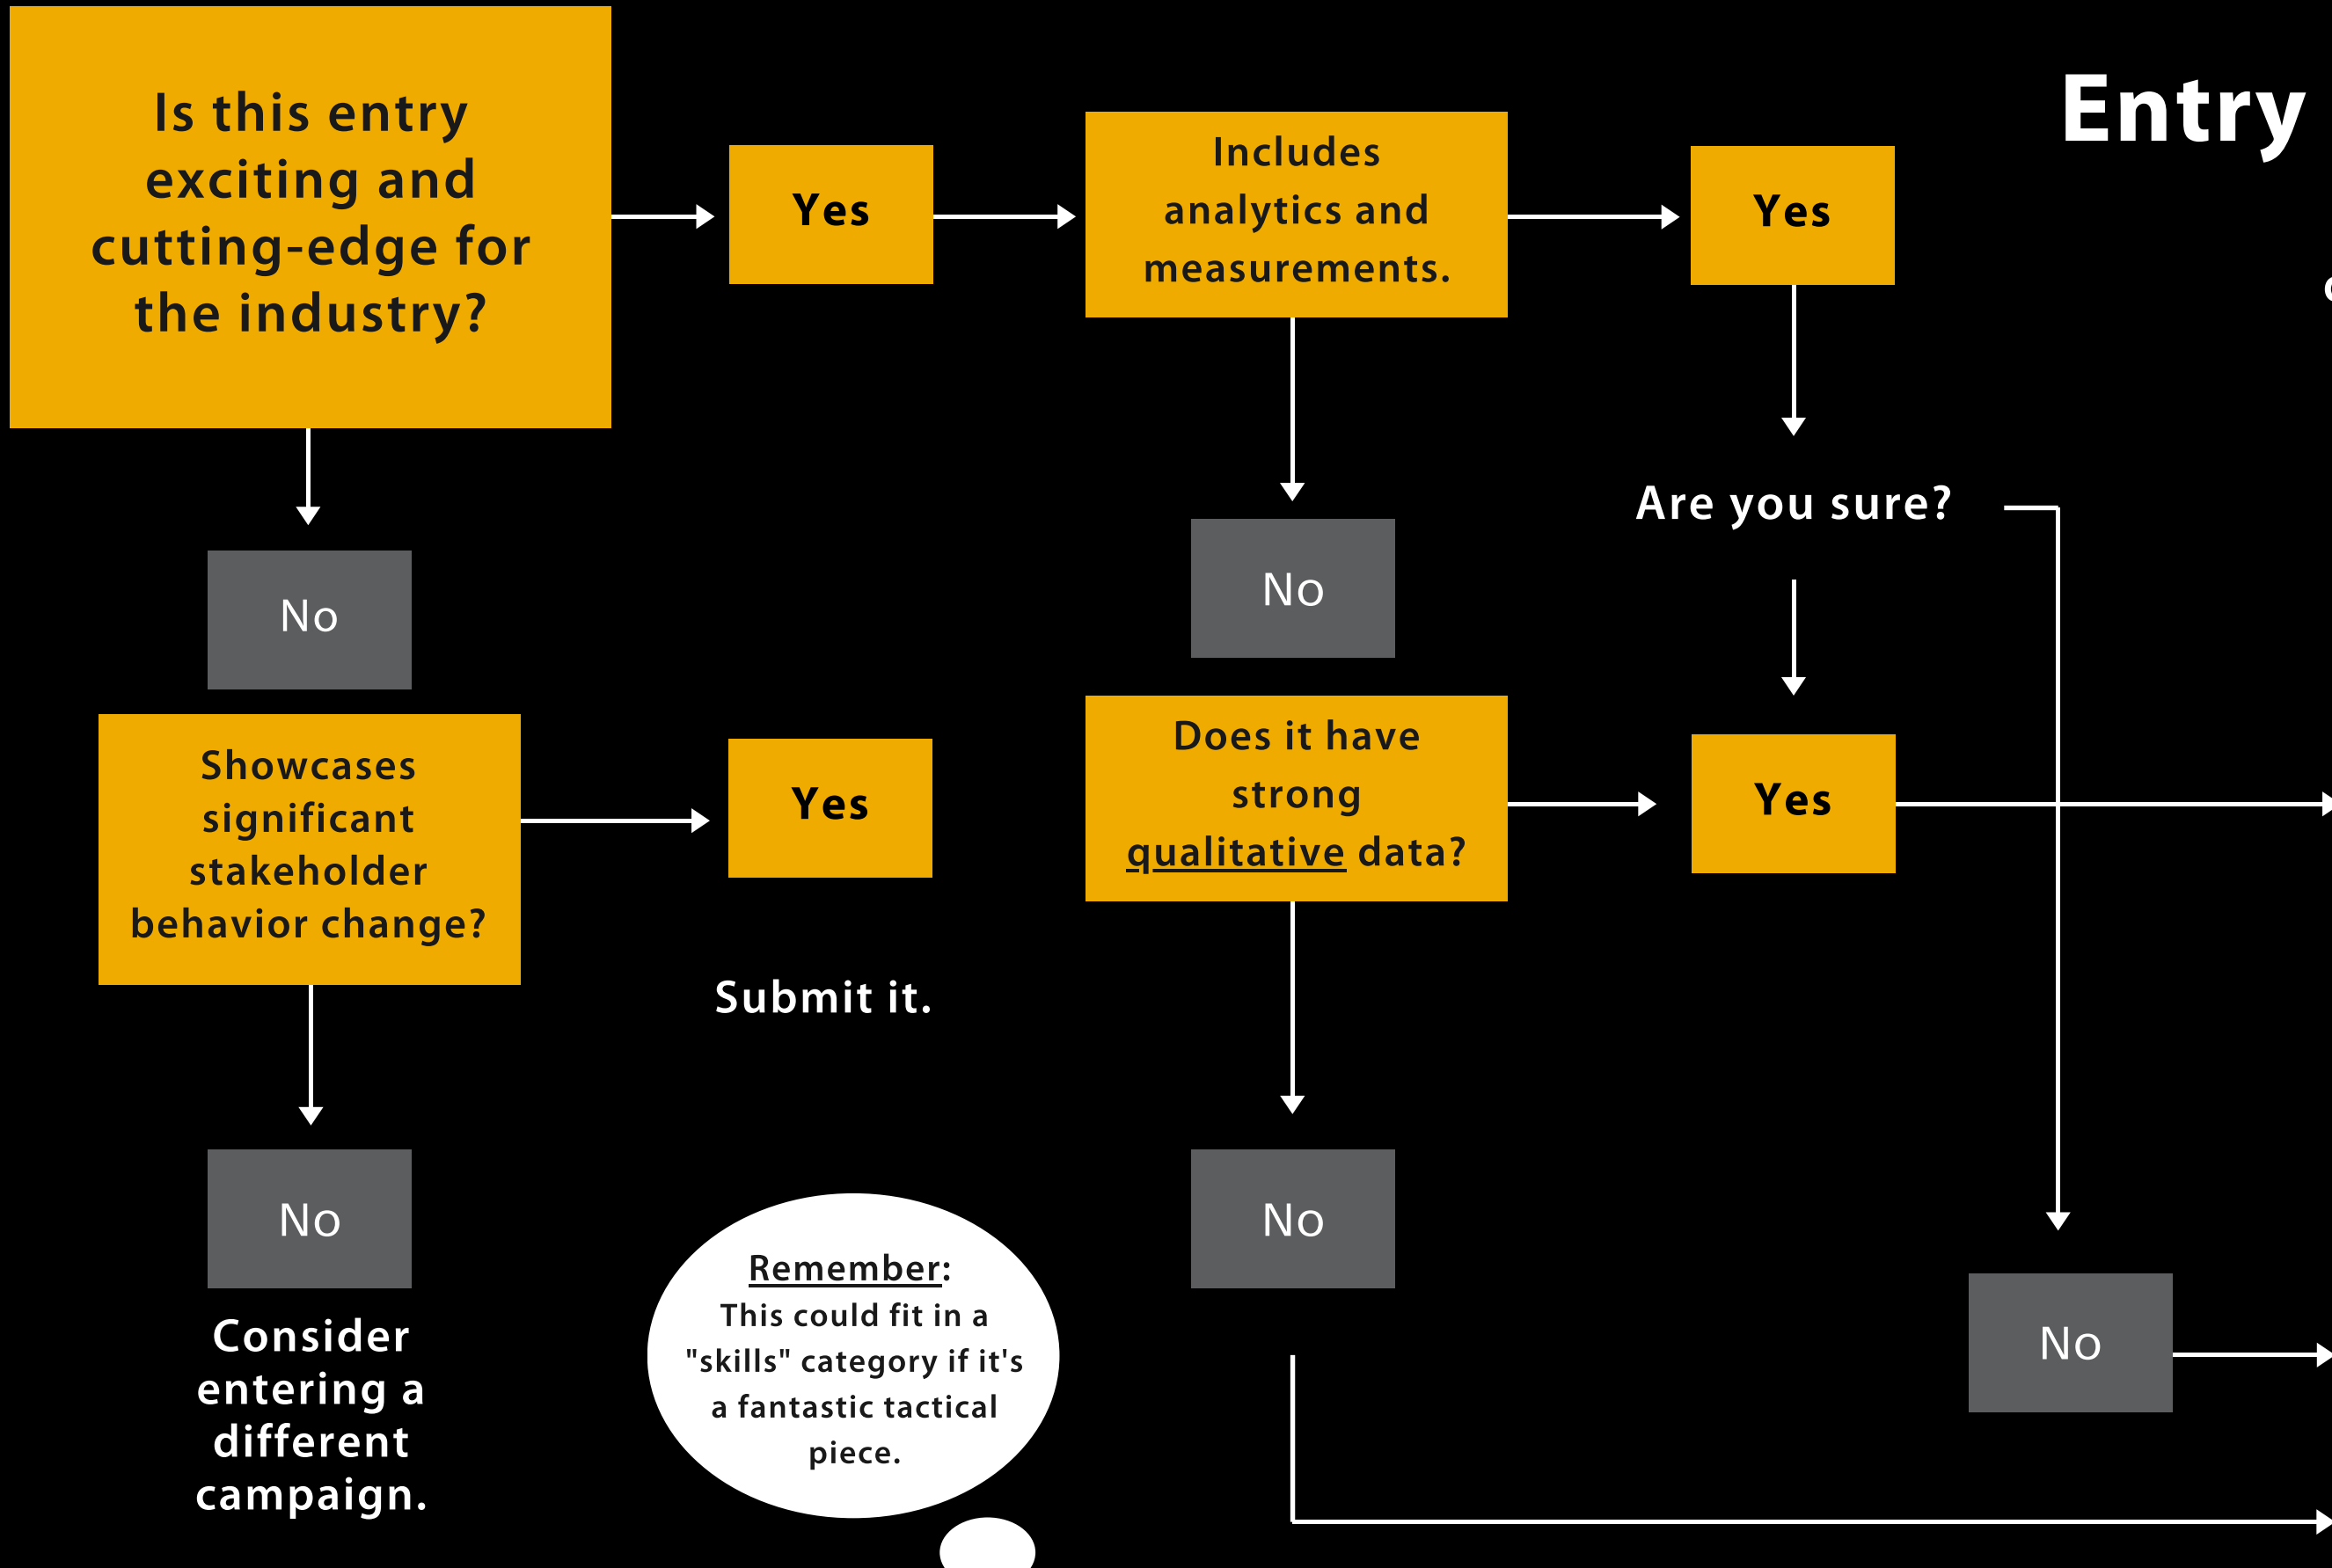 Is this entry
exciting and
cutting-edge for
the industry?
Yes
Includes
analytics and
measurements.
Yes
Entry
Are you sure?
No
No
Showcases
significant
stakeholder
behavior change?
Yes
Submit it.
Does it have
strong
qualitative data?
Yes
No
Consider
entering a
different
campaign.
Remember:
This could fit in a
"skills" category if it's
a fantastic tactical
piece.
No
No